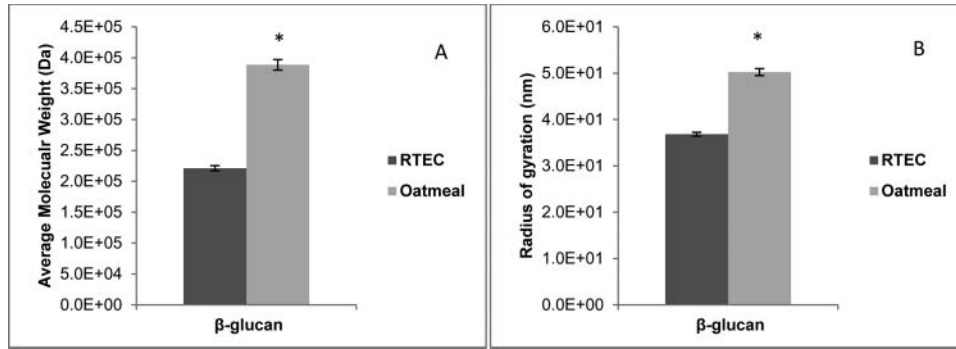 4.5E+05
4.0E+05
3.5E+05
3.0E+05
2.5E+05
2.0E+05
1.5E+05
1.0E+05
5.0E+04
0.0E+00
Average Molecualr Weight (Da)
*
A
RTEC
Oatmeal
β-glucan
6.0E+01
5.0E+01
4.0E+01
3.0E+01
2.0E+01
1.0E+01
0.0E+00
Radius of gyration (nm)
*
B
RTEC
Oatmeal
β-glucan